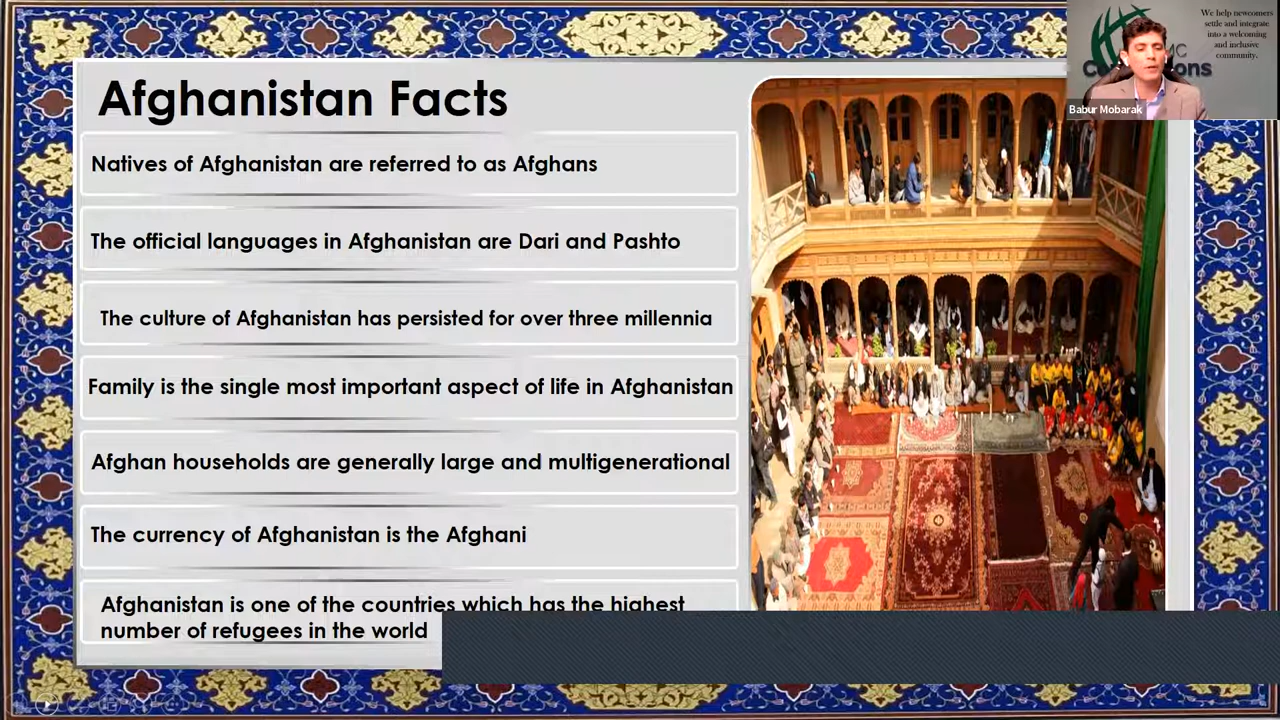 Afghanistan Facts
Natives of Afghanistan are referred to as Afghans
The official languages in Afghanistan are Dari and Pashto
The culture of Afghanistan has persisted for over three millennia
Family is the single most important aspect of life in Afghanistan
Afghan households are generally large and multigenerational
The currency of Afghanistan is the Afghani
Afghanistan is one of the countries which has the highest
number of refugees in the world
We help newcomers
settle and integrate
into a welcoming
and inclusive
community.
Babur Mobarak